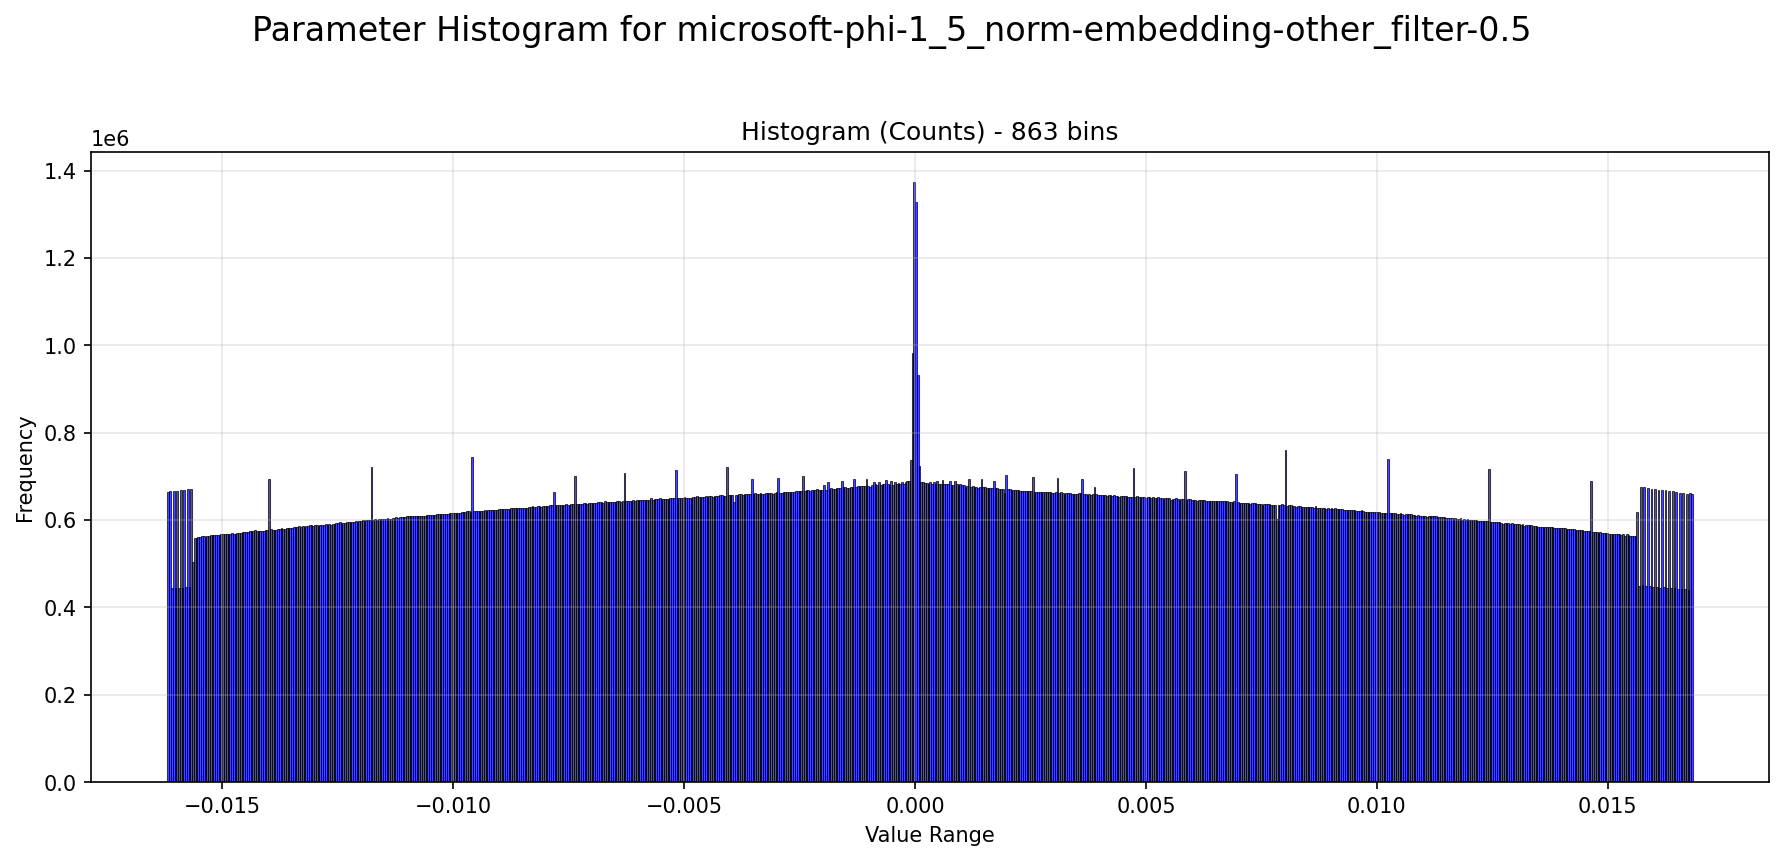 Parameter Histogram for microsoft-phi-1_5_norm-embedding-other_filter-0.5
Histogram (Counts) - 863 bins
1e6
1.4
1.2
1.0
0.8
0.6
0.4
0.2
0.0
Frequency
−0.015 −0.010 −0.005 0.000 0.005 0.010 0.015
Value Range